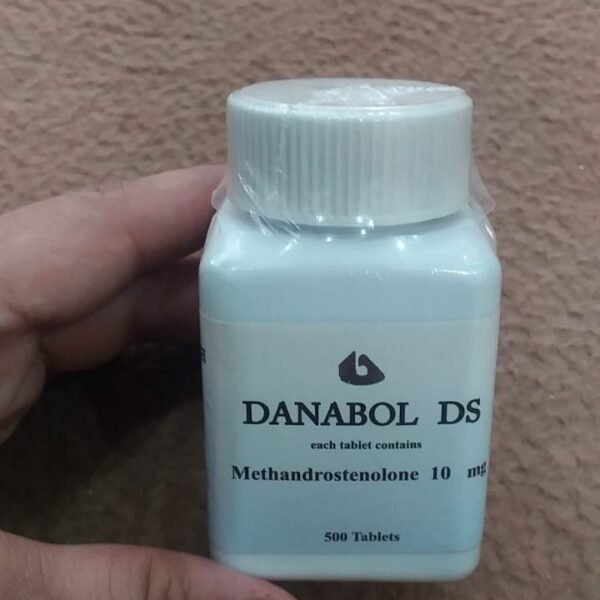 DANABOL DS
each tablet contains
Methandrostenolone 10 mg
500 Tablets